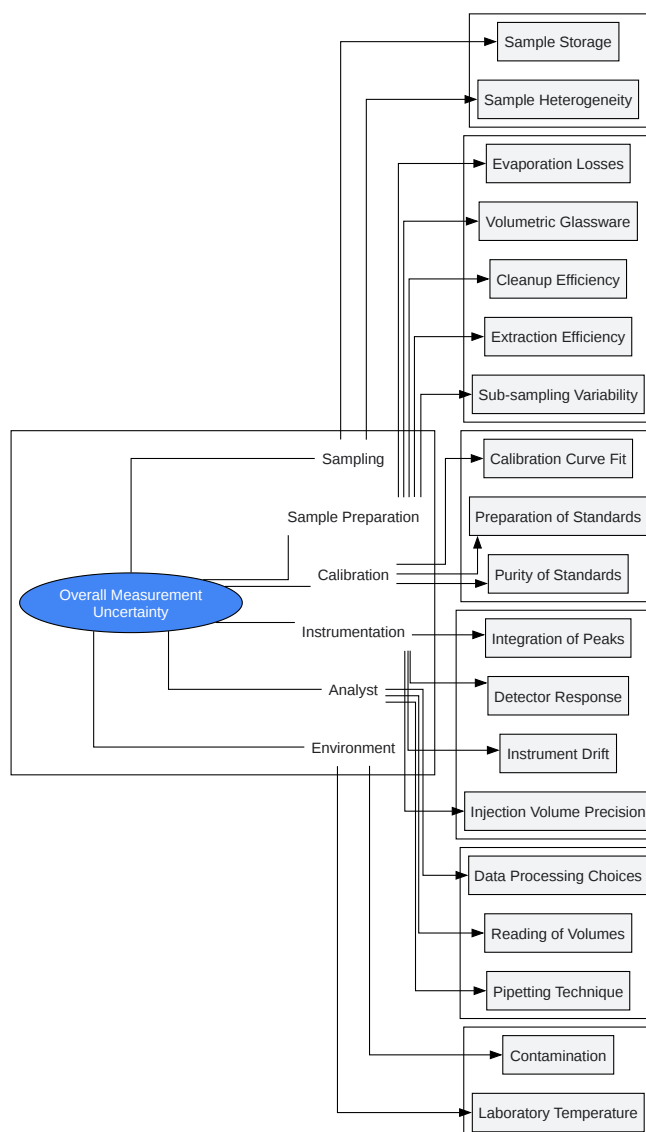 Sample Storage
Sample Heterogeneity
Evaporation Losses
Volumetric Glassware
Cleanup Efficiency
Extraction Efficiency
Sub-sampling Variability
Sampling
Calibration Curve Fit
Sample Preparation
Preparation of Standards
Calibration
Purity of Standards
Overall Measurement
Uncertainty
Instrumentation
Integration of Peaks
Analyst
Detector Response
Environment
Instrument Drift
Injection Volume Precision
Data Processing Choices
Reading of Volumes
Pipetting Technique
Contamination
Laboratory Temperature